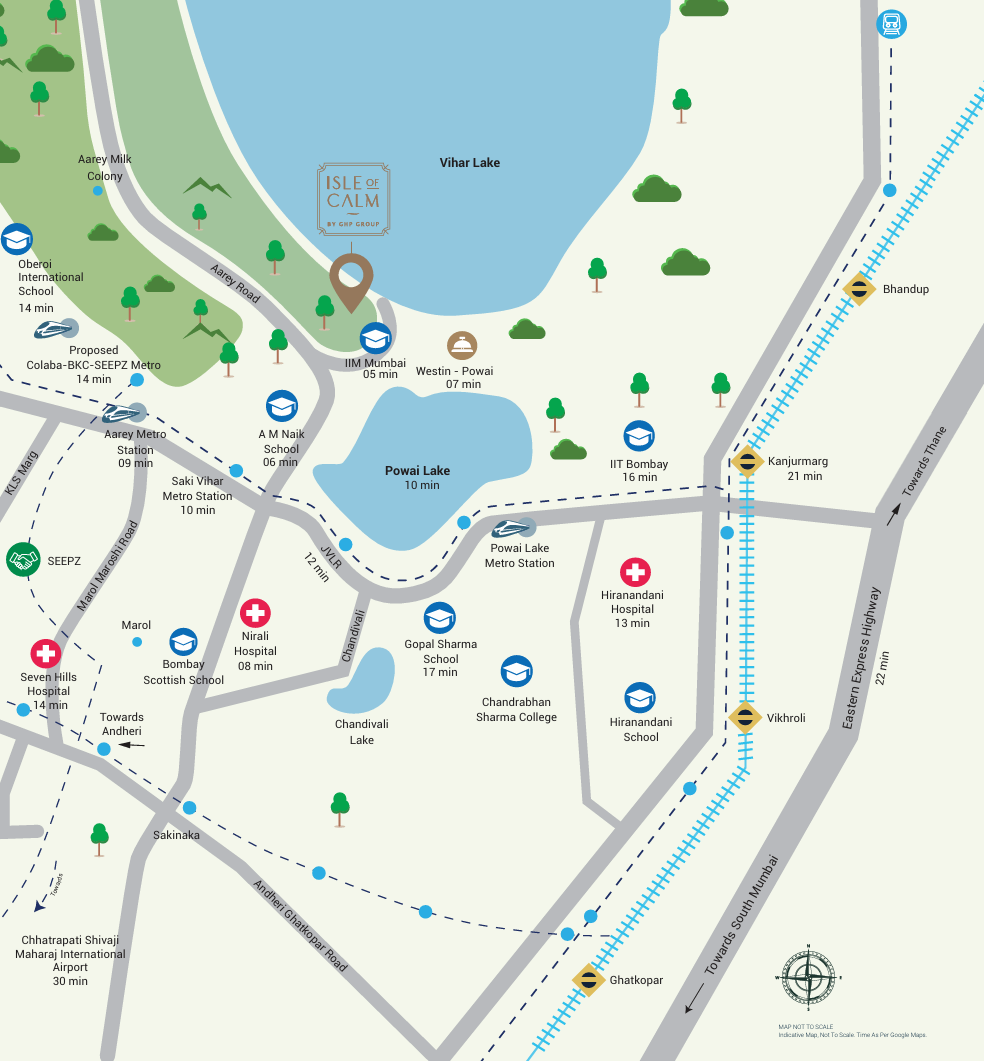 Vihar Lake
Aarey Milk
Colony
ISLE OF
CALM
BY GHP GROUP
Oberoi
International
School
14 min
Aarey Road
Bhandup
Proposed
Colaba-BKC-SEEPZ Metro
14 min
IIM Mumbai
05 min
Westin - Powai
07 min
Aarey Metro
Station
09 min
A M Naik
School
06 min
KLS Marg
Saki Vihar
Metro Station
10 min
Powai Lake
10 min
IIT Bombay
16 min
Kanjurmarg
21 min
Towards Thane
JVLR
12 min
Powai Lake
Metro Station
SEEPZ
Marol Maroshi Road
Hiranandani
Hospital
13 min
Marol
Nirali
Hospital
08 min
Chandivali
Gopal Sharma
School
17 min
Eastern Express Highway
22 min
Bombay
Scottish School
Seven Hills
Hospital
14 min
Chandrabhan
Sharma College
Towards
Andheri
Chandivali
Lake
Hiranandani
School
Vikhroli
Sakinaka
Towards
Andheri Ghatkopar Road
Towards South Mumbai
Chhatrapati Shivaji
Maharaj International
Airport
30 min
Ghatkopar
N
W
E
S
MAP NOT TO SCALE
Indicative Map, Not To Scale. Time As Per Google Maps.